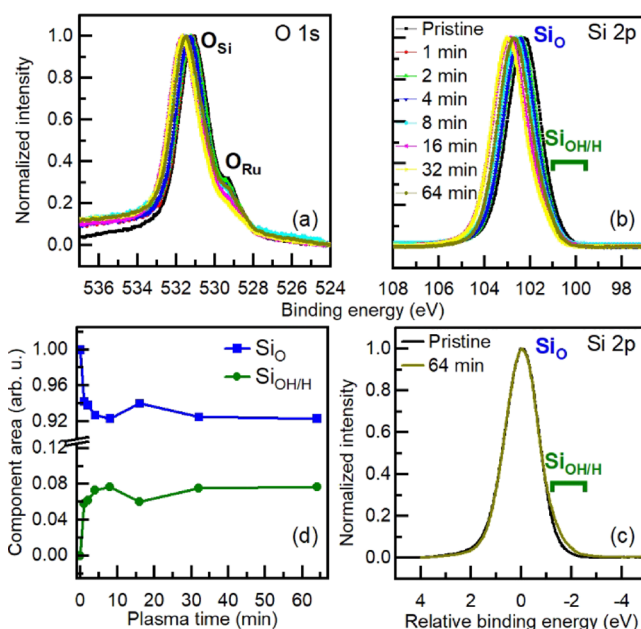 O 1s
O_Si
O_Ru
(a)
1.0
0.8
0.6
0.4
0.2
0.0
Normalized intensity
536 534 532 530 528 526 524
Si 2p
Si_O
Pristine
1 min
2 min
4 min
8 min
16 min
32 min
64 min
Si_OH/H
(b)
108 106 104 102 100 98
Binding energy (eV)
Si_O
Si_OH/H
(d)
1.00
0.96
0.92
0.12
0.08
0.04
0.00
Component area (arb. u.)
0 10 20 30 40 50 60
Plasma time (min)
Pristine
64 min
Si_O
Si 2p
Si_OH/H
(c)
1.0
0.8
0.6
0.4
0.2
0.0
Normalized intensity
4 2 0 -2 -4
Relative binding energy (eV)